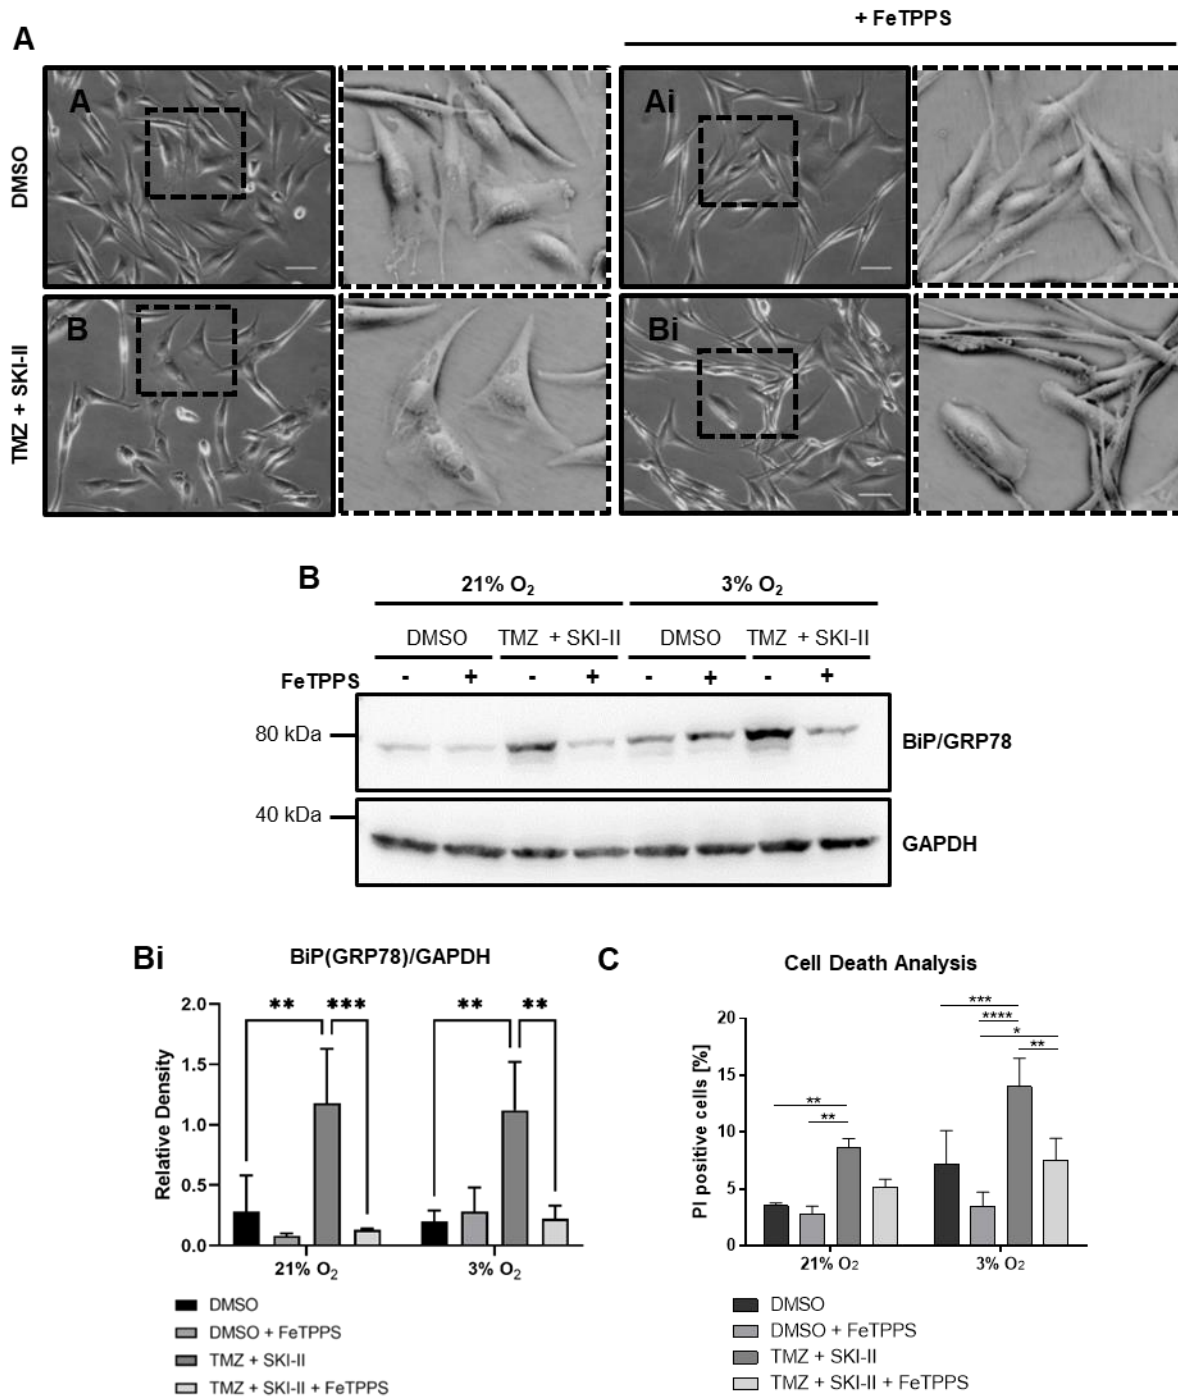 + FeTPPS
A
A
Ai
DMSO
B
Bi
TMZ + SKI-II
B
21% O₂ 3% O₂
DMSO TMZ + SKI-II DMSO TMZ + SKI-II
FeTPPS - + - + - + - +
80 kDa
BiP/GRP78
40 kDa
GAPDH
Bi
BiP(GRP78)/GAPDH
Relative Density
2.0
1.5
1.0
0.5
0.0
** *** ** **
21% O₂ 3% O₂
DMSO
DMSO + FeTPPS
TMZ + SKI-II
TMZ + SKI-II + FeTPPS
C
Cell Death Analysis
PI positive cells [%]
20
15
10
5
0
***
****
*
**
**
**
21% O₂ 3% O₂
DMSO
DMSO + FeTPPS
TMZ + SKI-II
TMZ + SKI-II + FeTPPS